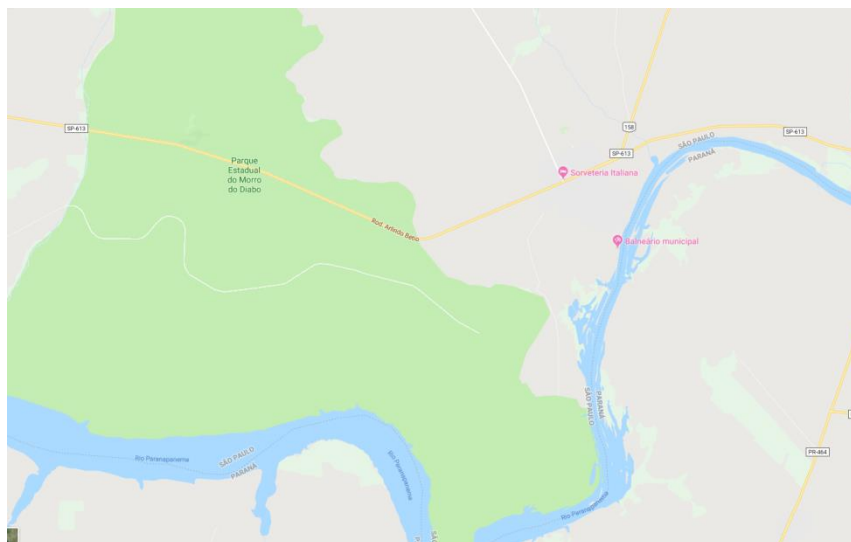 158
SÃO PAULO
PARANÁ
SP-613
SP-613
SP-613
Parque
Estadual
do Morro
do Diabo
Sorveteria Italiana
Rod. Arlindo Beno
Balneário municipal
SÃO PAULO
PARANÁ
Rio Paranapanema
SÃO PAULO
PARANÁ
Rio Paranapanema
PR-464
Rio Paranapanema